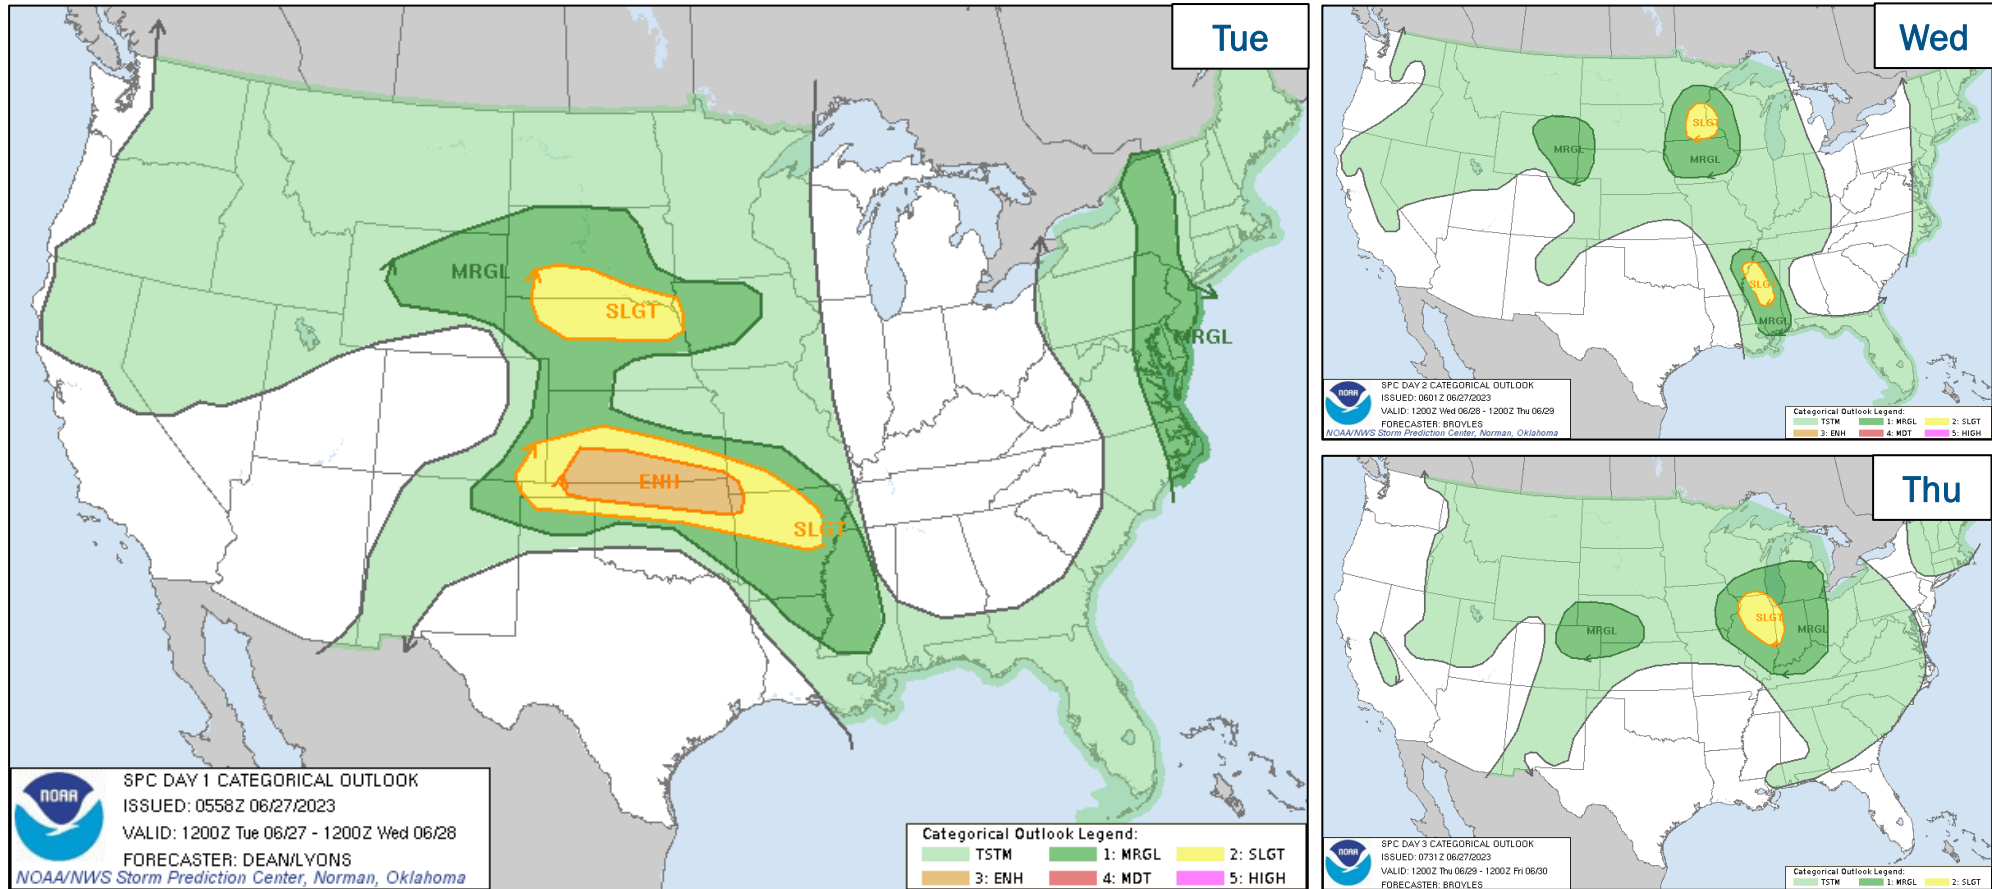 Tue
MRGL
SLGT
MRGL
ENH
SLGT
NOAA
SPC DAY 1 CATEGORICAL OUTLOOK
ISSUED: 0558Z 06/27/2023
VALID: 1200Z Tue 06/27 - 1200Z Wed 06/28
FORECASTER: DEAN/LYONS
NOAA/NWS Storm Prediction Center, Norman, Oklahoma
Categorical Outlook Legend:
TSTM 1: MRGL 2: SLGT
3: ENH 4: MDT 5: HIGH
Wed
SLGT
MRGL
MRGL
SLGT
MRGL
NOAA
SPC DAY 2 CATEGORICAL OUTLOOK
ISSUED: 0601Z 06/27/2023
VALID: 1200Z Wed 06/28 - 1200Z Thu 06/29
FORECASTER: BROYLES
NOAA/NWS Storm Prediction Center, Norman, Oklahoma
Categorical Outlook Legend:
TSTM 1: MRGL 2: SLGT
3: ENH 4: MDT 5: HIGH
Thu
SLGT
MRGL
MRGL
NOAA
SPC DAY 3 CATEGORICAL OUTLOOK
ISSUED: 0731Z 06/27/2023
VALID: 1200Z Thu 06/29 - 1200Z Fri 06/30
FORECASTER: BROYLES
Categorical Outlook Legend:
TSTM 1: MRGL 2: SLGT